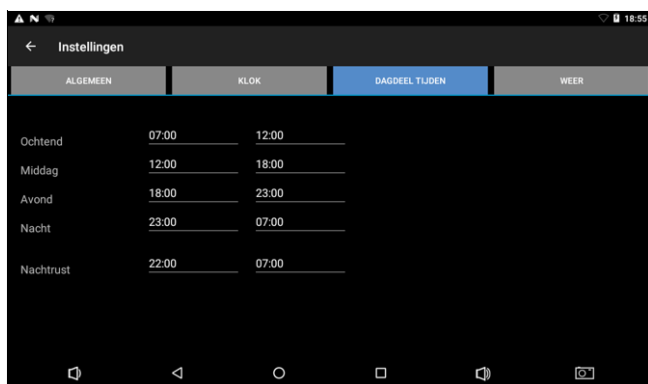 18:55
Instellingen
ALGEMEEN KLOK DAGDEEL TIJDEN WEER
Ochtend 07:00 12:00
Middag 12:00 18:00
Avond 18:00 23:00
Nacht 23:00 07:00
Nachtrust 22:00 07:00